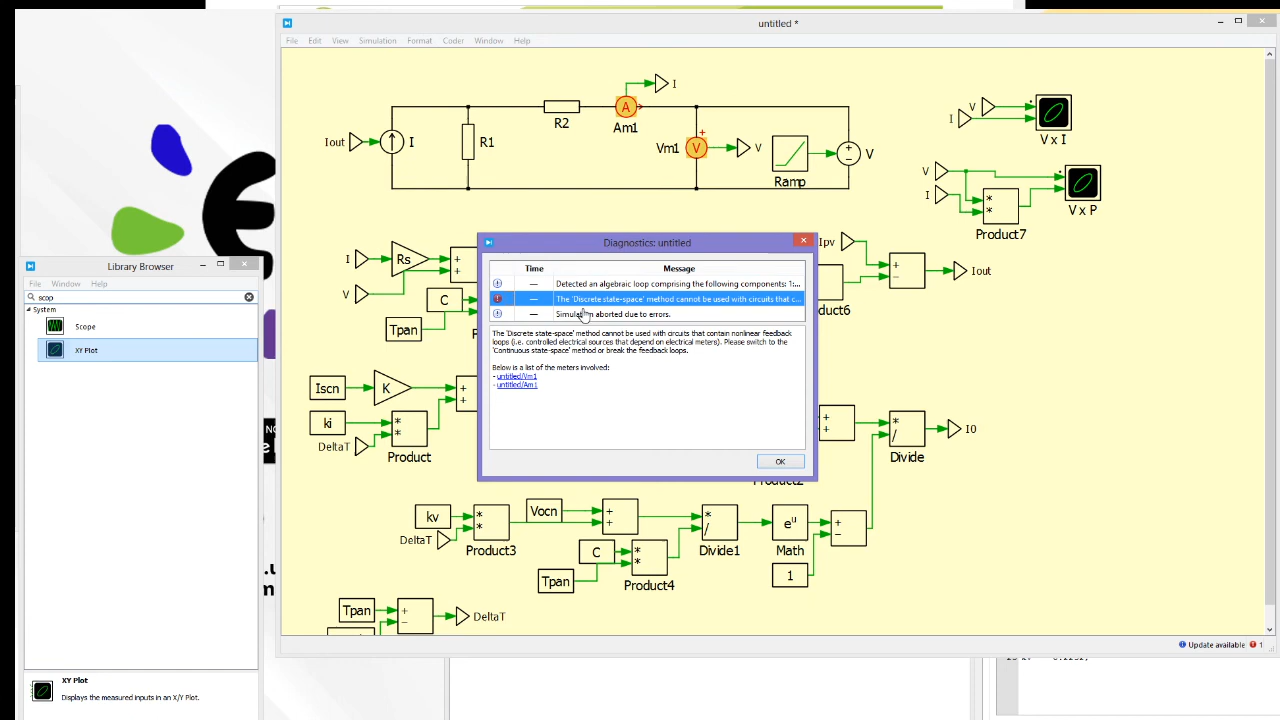 untitled *
File Edit View Simulation Format Coder Window Help
I
A
R2
Am1
V
I
V x I
Iout
I
R1
Vm1
V
V
Ramp
V
V
I
*
*
Product7
V x P
Library Browser
File Window Help
scop
System
Scope
XY Plot
I
Rs
V
C
Tpan
Diagnostics: untitled
Time Message
— Detected an algebraic loop comprising the following components: 1:...
— The 'Discrete state-space' method cannot be used with circuits that c...
— Simulation aborted due to errors.
The 'Discrete state-space' method cannot be used with circuits that contain nonlinear feedback
loops (i.e. controlled electrical sources that depend on electrical meters). Please switch to the
'Continuous state-space' method or break the feedback loops.
Below is a list of the meters involved:
- untitled/Vm1
- untitled/Am1
OK
Ipv
Iout
duct6
Iscn
K
ki
DeltaT
*
*
Product
*
/
Divide
I0
Product2
kv
DeltaT
*
*
Product3
Vocn
C
Tpan
*
*
Product4
*
/
Divide1
eu
Math
1
Tpan
DeltaT
Update available 1
XY Plot
Displays the measured inputs in an X/Y Plot.